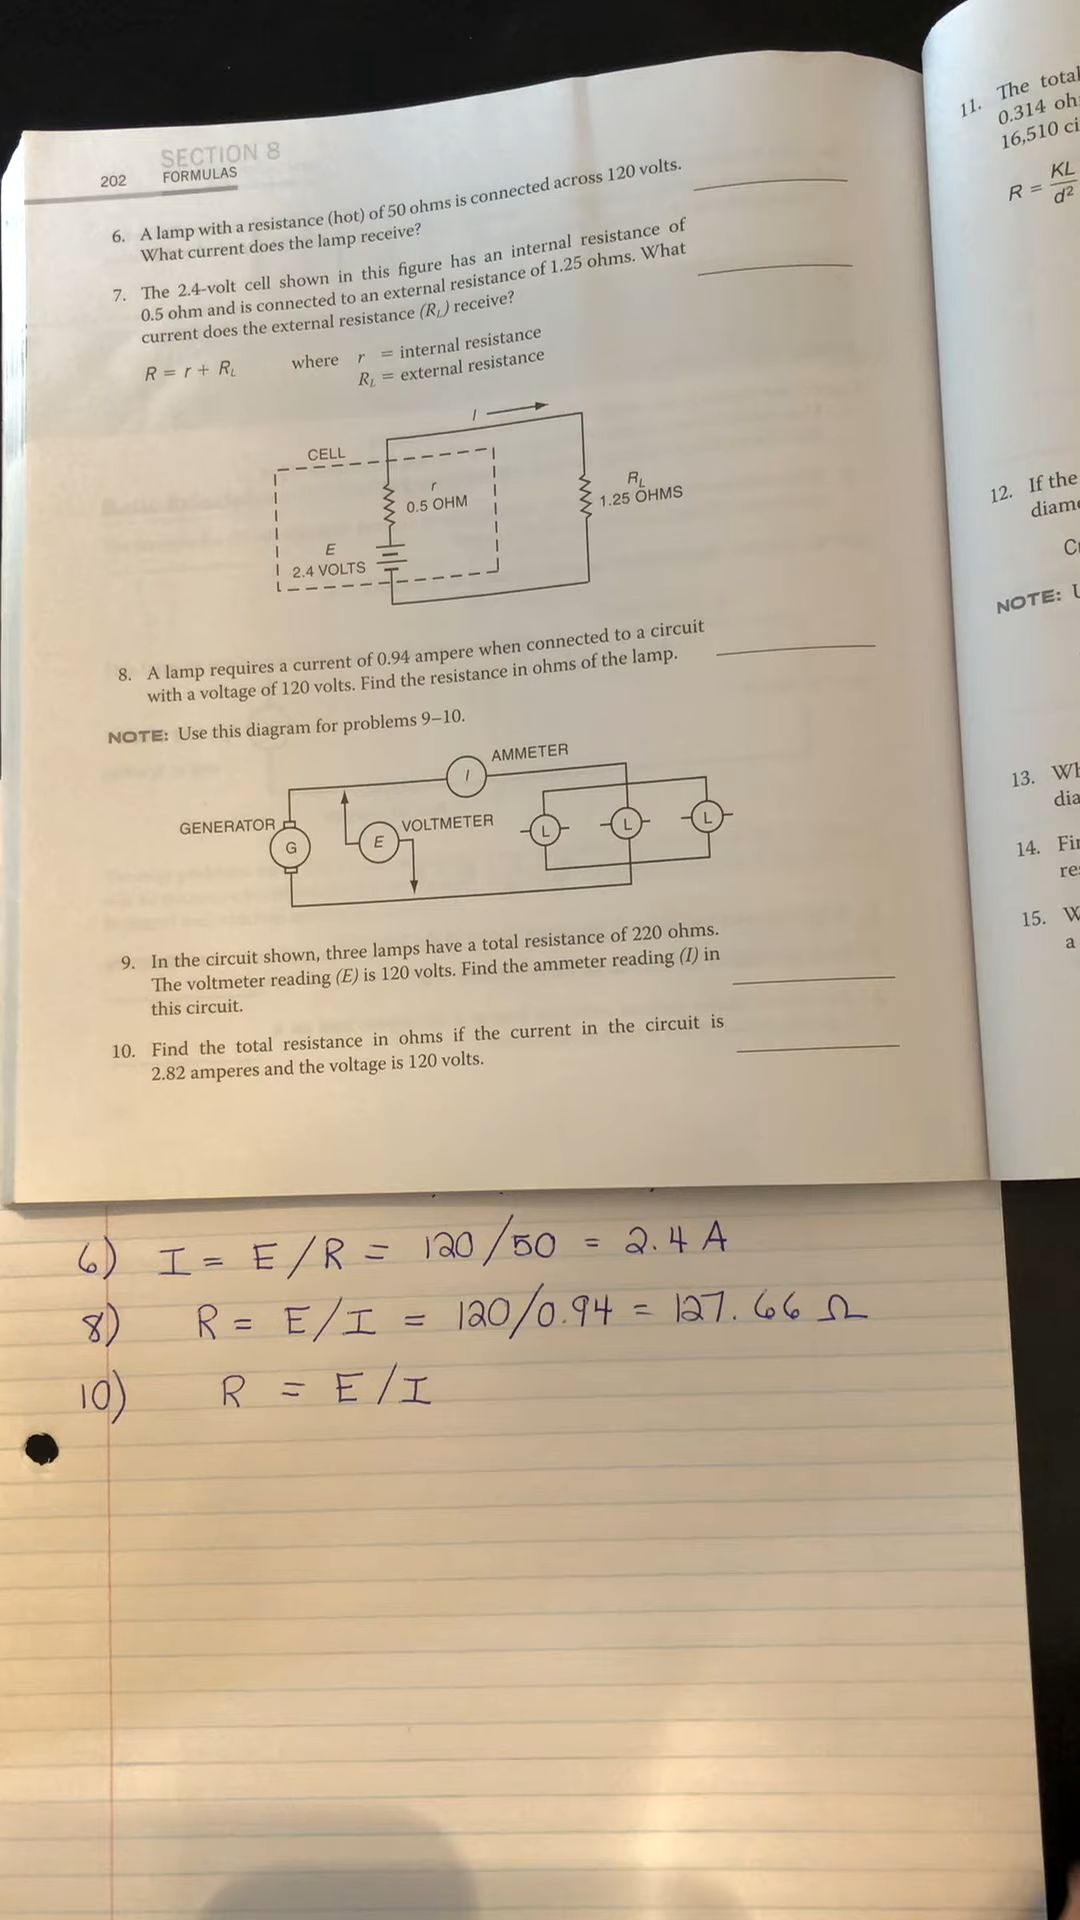 SECTION 8
202 FORMULAS
6. A lamp with a resistance (hot) of 50 ohms is connected across 120 volts.
What current does the lamp receive?
7. The 2.4-volt cell shown in this figure has an internal resistance of
0.5 ohm and is connected to an external resistance of 1.25 ohms. What
current does the external resistance (R_L) receive?
R = r + R_L where r = internal resistance
R_L = external resistance
I
CELL
r
0.5 OHM
R_L
1.25 OHMS
E
2.4 VOLTS
8. A lamp requires a current of 0.94 ampere when connected to a circuit
with a voltage of 120 volts. Find the resistance in ohms of the lamp.
NOTE: Use this diagram for problems 9–10.
AMMETER
I
GENERATOR
G
VOLTMETER
E
L
L
L
9. In the circuit shown, three lamps have a total resistance of 220 ohms.
The voltmeter reading (E) is 120 volts. Find the ammeter reading (I) in
this circuit.
10. Find the total resistance in ohms if the current in the circuit is
2.82 amperes and the voltage is 120 volts.
11. The total
0.314 oh
16,510 ci
R = KL/d²
12. If the
diam
NOTE:
13.
dia
14.
re
15. W
a
6) I = E/R = 120/50 = 2.4 A
8) R = E/I = 120/0.94 = 127.66 Ω
10) R = E/I